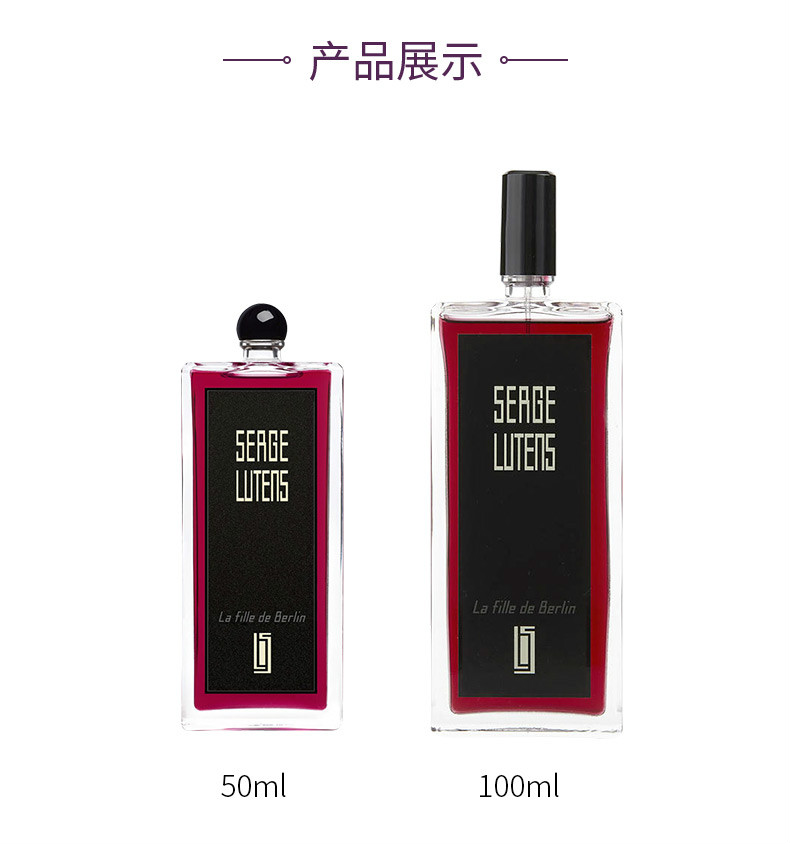 产品展示
SERGE
LUTENS
La fille de Berlin
SERGE
LUTENS
La fille de Berlin
50ml
100ml